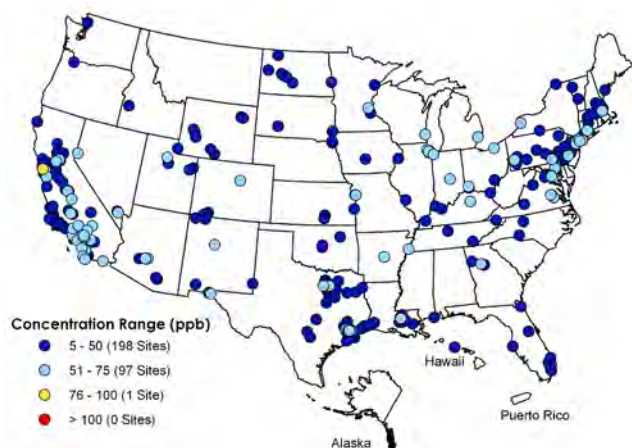 Concentration Range (ppb)
5 - 50 (198 Sites)
51 - 75 (97 Sites)
76 - 100 (1 Site)
> 100 (0 Sites)
Hawaii
Puerto Rico
Alaska